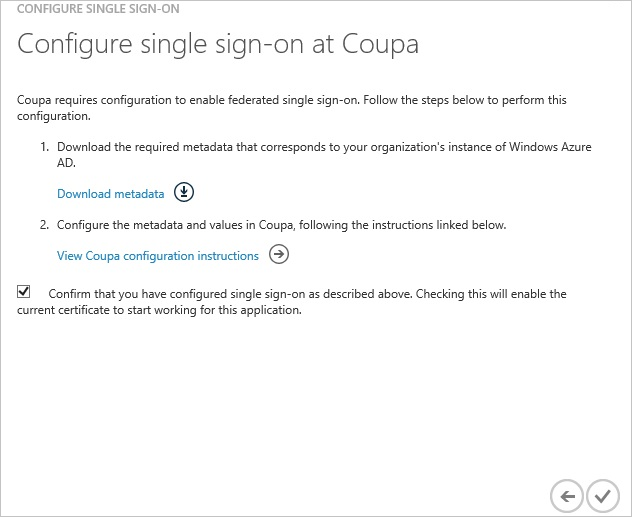 CONFIGURE SINGLE SIGN-ON
Configure single sign-on at Coupa
Coupa requires configuration to enable federated single sign-on. Follow the steps below to perform this
configuration.
1. Download the required metadata that corresponds to your organization's instance of Windows Azure
AD.
Download metadata
2. Configure the metadata and values in Coupa, following the instructions linked below.
View Coupa configuration instructions
Confirm that you have configured single sign-on as described above. Checking this will enable the
current certificate to start working for this application.